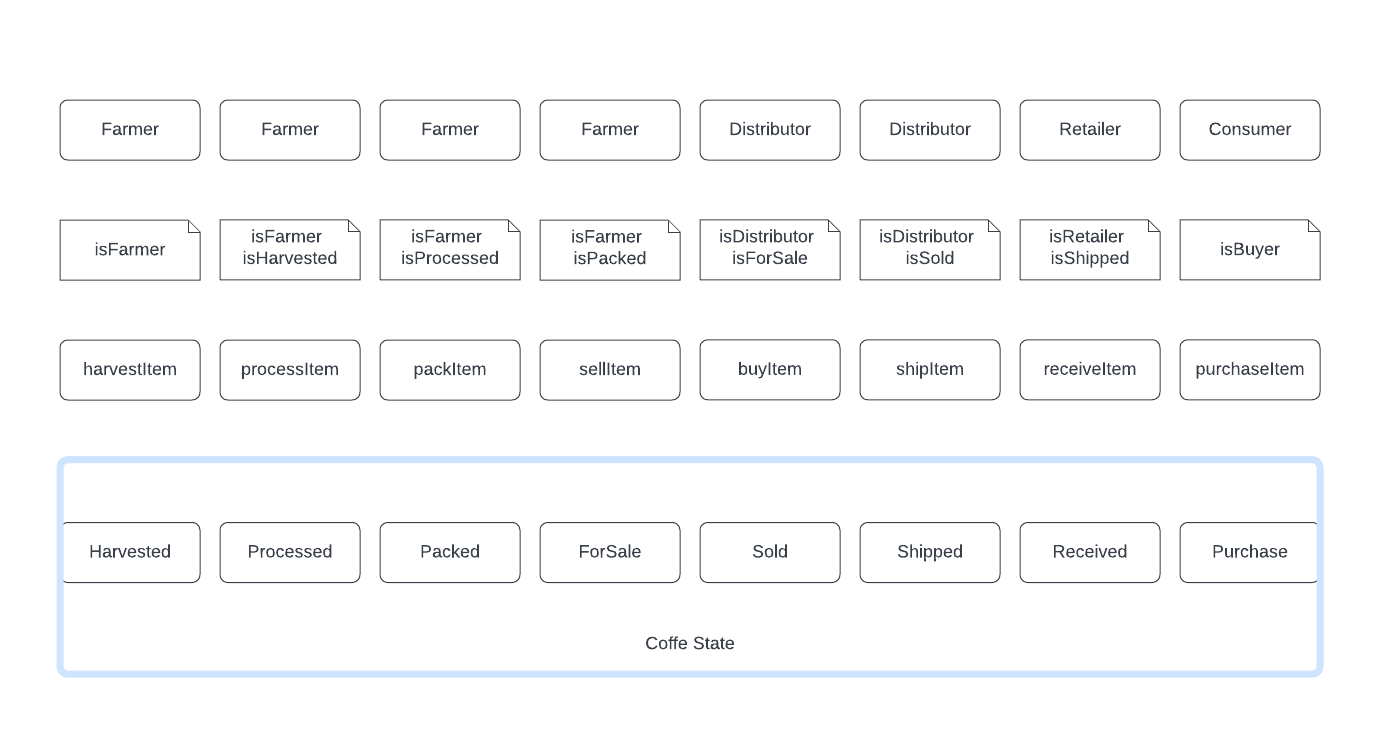 Farmer
Farmer
Farmer
Farmer
Distributor
Distributor
Retailer
Consumer
isFarmer
isFarmer
isHarvested
isFarmer
isProcessed
isFarmer
isPacked
isDistributor
isForSale
isDistributor
isSold
isRetailer
isShipped
isBuyer
harvestItem
processItem
packItem
sellItem
buyItem
shipItem
receiveItem
purchaseItem
Harvested
Processed
Packed
ForSale
Sold
Shipped
Received
Purchase
Coffe State